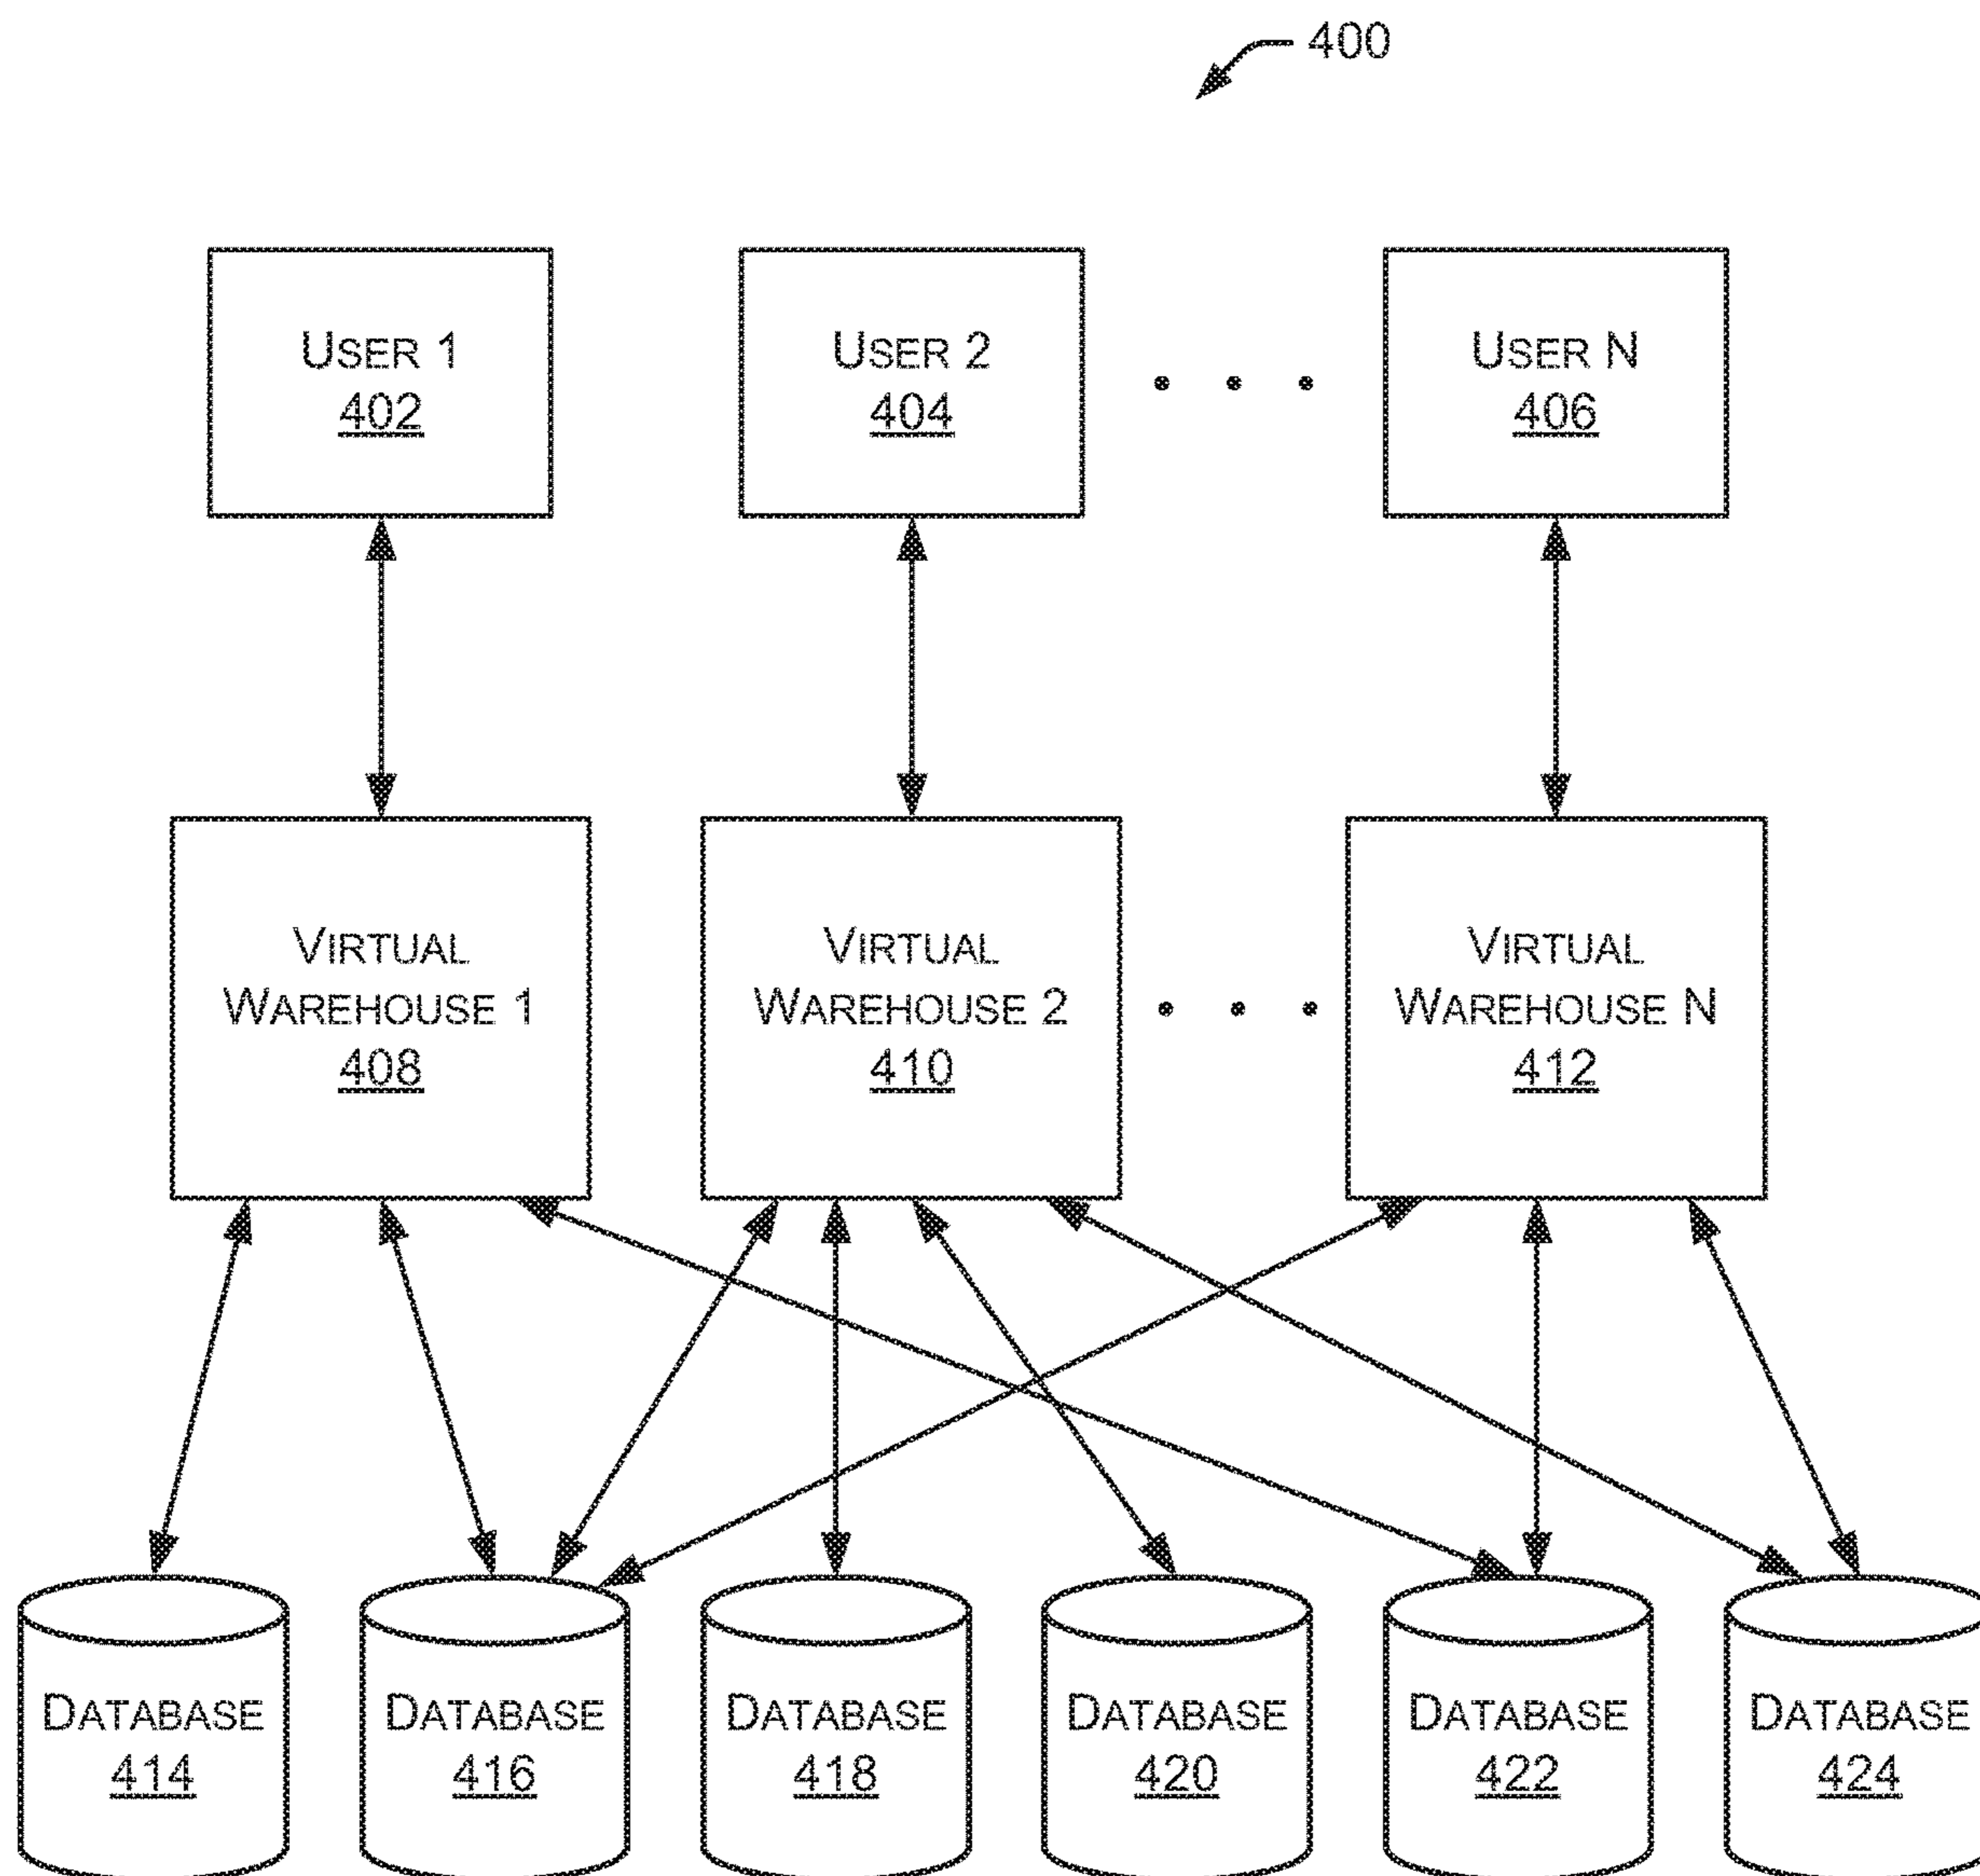 400
USER 1
402
USER 2
404
USER N
406
VIRTUAL
WAREHOUSE 1
408
VIRTUAL
WAREHOUSE 2
410
VIRTUAL
WAREHOUSE N
412
DATABASE
414
DATABASE
416
DATABASE
418
DATABASE
420
DATABASE
422
DATABASE
424